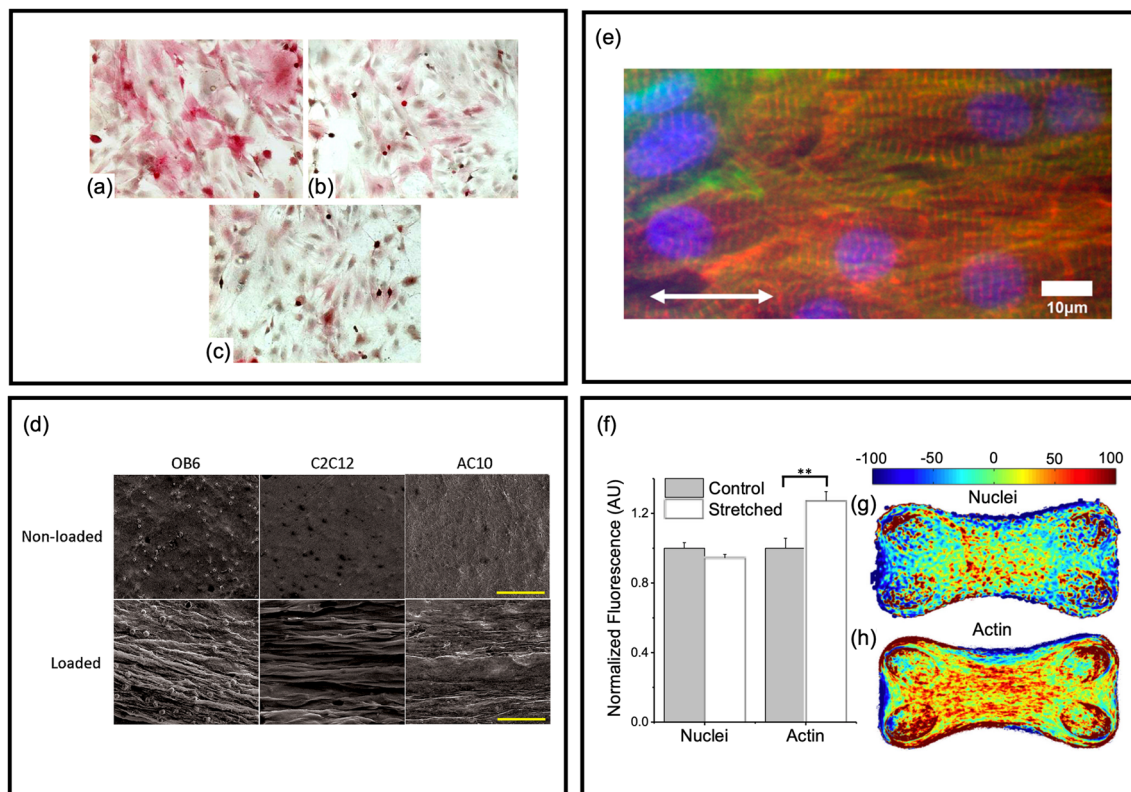 (a)
(b)
(c)
(e)
10μm
(d)
OB6 C2C12 AC10
Non-loaded
Loaded
(f)
-100 -50 0 50 100
Nuclei
(g)
Actin
(h)
Normalized Fluorescence (AU)
1.2
0.8
0.4
0.0
Control
Stretched
**
Nuclei Actin